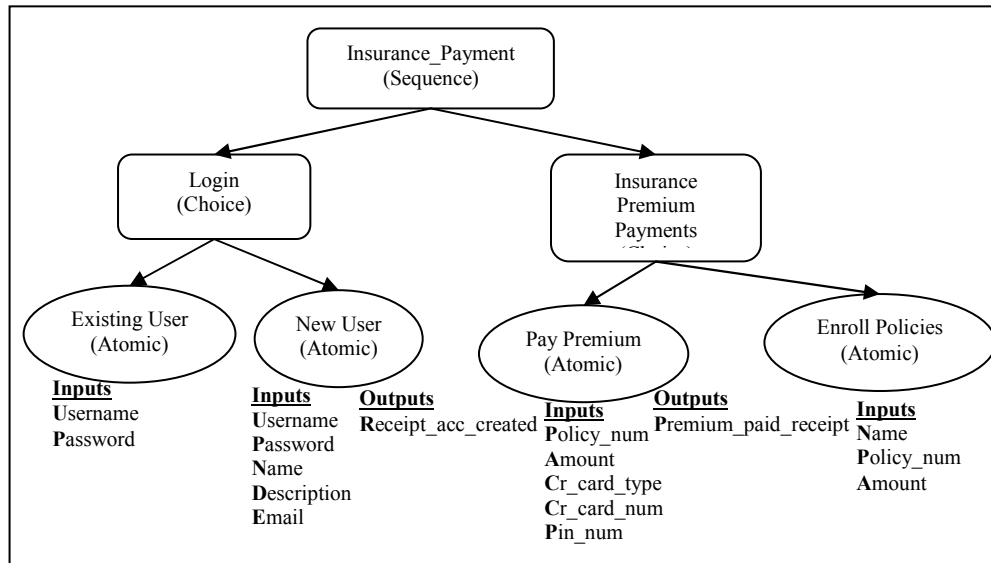 Insurance_Payment
(Sequence)
Login
(Choice)
Insurance
Premium
Payments
Existing User
(Atomic)
New User
(Atomic)
Pay Premium
(Atomic)
Enroll Policies
(Atomic)
Inputs
Username
Password
Inputs
Username
Password
Name
Description
Email
Outputs
Receipt_acc_created
Inputs
Policy_num
Amount
Cr_card_type
Cr_card_num
Pin_num
Outputs
Premium_paid_receipt
Inputs
Name
Policy_num
Amount